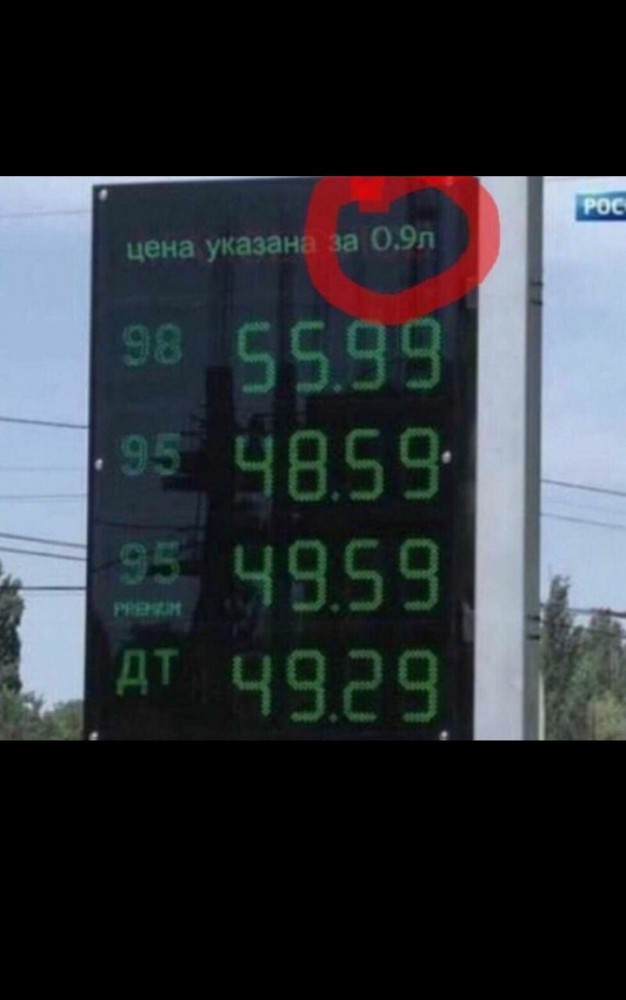 РОС
цена указана за 0.9л
98 55.99
95 48.59
95 49.59
PREMIUM
ДТ 49.29